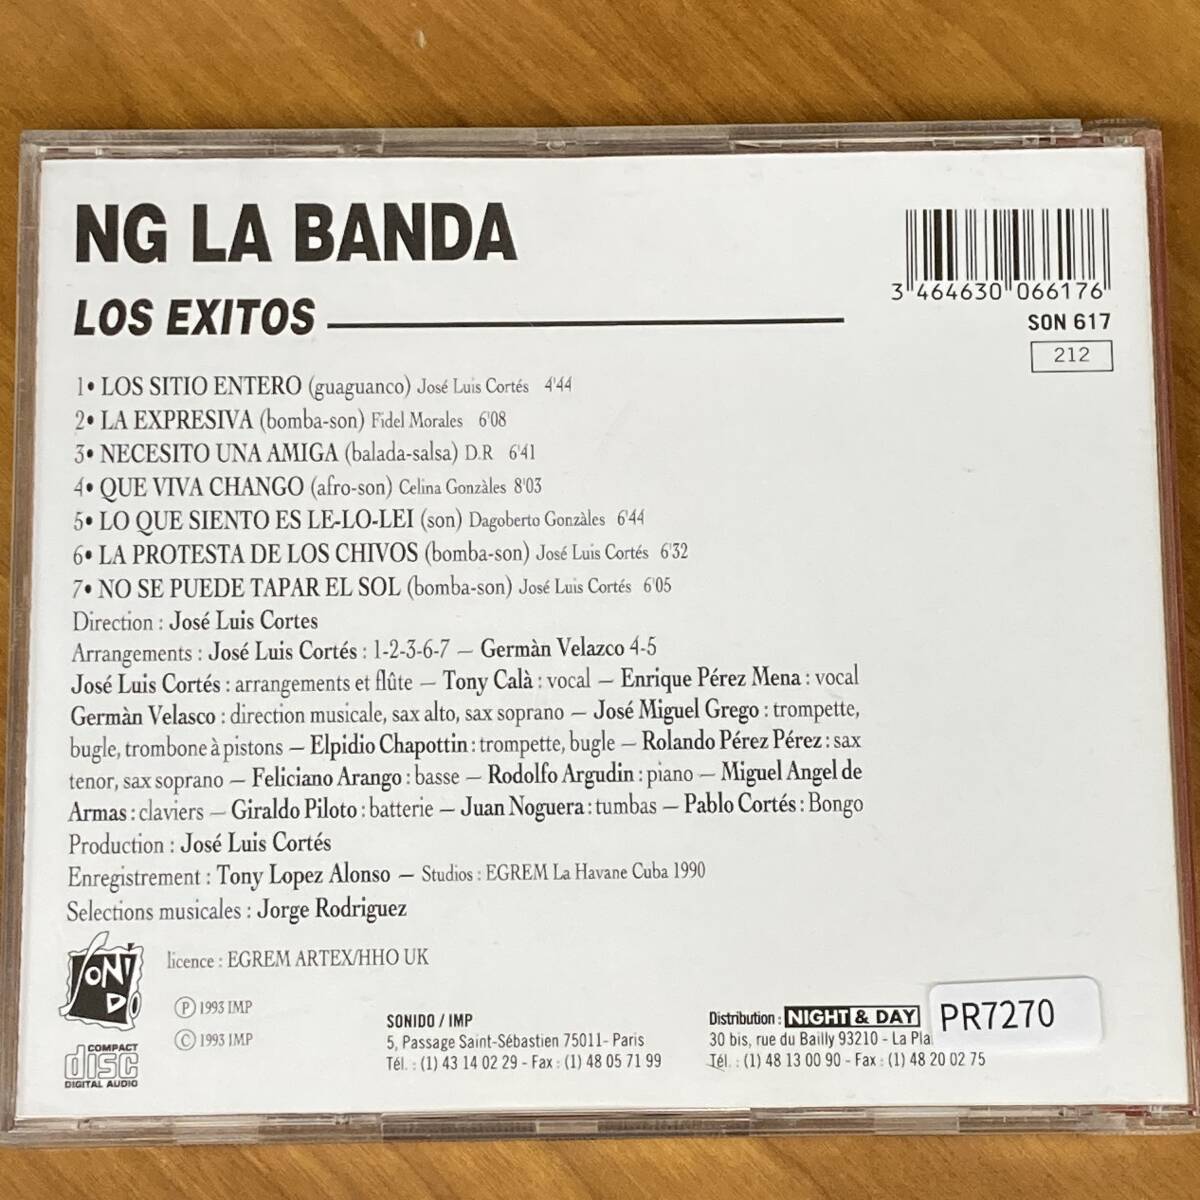 NG LA BANDA
LOS EXITOS
3 464630 066176
SON 617
212
1• LOS SITIO ENTERO (guaguanco) José Luis Cortés 4'44
2• LA EXPRESIVA (bomba-son) Fidel Morales 6'08
3• NECESITO UNA AMIGA (balada-salsa) D.R 6'41
4• QUE VIVA CHANGO (afro-son) Celina Gonzàles 8'03
5• LO QUE SIENTO ES LE-LO-LEI (son) Dagoberto Gonzàles 6'44
6• LA PROTESTA DE LOS CHIVOS (bomba-son) José Luis Cortés 6'32
7• NO SE PUEDE TAPAR EL SOL (bomba-son) José Luis Cortés 6'05
Direction : José Luis Cortes
Arrangements : José Luis Cortés : 1-2-3-6-7 – Germàn Velazco 4-5
José Luis Cortés : arrangements et flûte – Tony Calà : vocal – Enrique Pérez Mena : vocal
Germàn Velasco : direction musicale, sax alto, sax soprano – José Miguel Grego : trompette,
bugle, trombone à pistons – Elpidio Chapottin : trompette, bugle – Rolando Pérez Pérez : sax
tenor, sax soprano – Feliciano Arango : basse – Rodolfo Argudin : piano – Miguel Angel de
Armas : claviers – Giraldo Piloto : batterie – Juan Noguera : tumbas – Pablo Cortés : Bongo
Production : José Luis Cortés
Enregistrement : Tony Lopez Alonso – Studios : EGREM La Havane Cuba 1990
Selections musicales : Jorge Rodriguez
SONIDO
licence : EGREM ARTEX/HHO UK
Ⓟ 1993 IMP
Ⓒ 1993 IMP
COMPACT
disc
DIGITAL AUDIO
SONIDO / IMP
5, Passage Saint-Sébastien 75011- Paris
Tél. : (1) 43 14 02 29 - Fax : (1) 48 05 71 99
Distribution : NIGHT & DAY
30 bis, rue du Bailly 93210 - La
Tél. : (1) 48 13 00 90 - Fax : (1) 48 20 02 75
PR7270